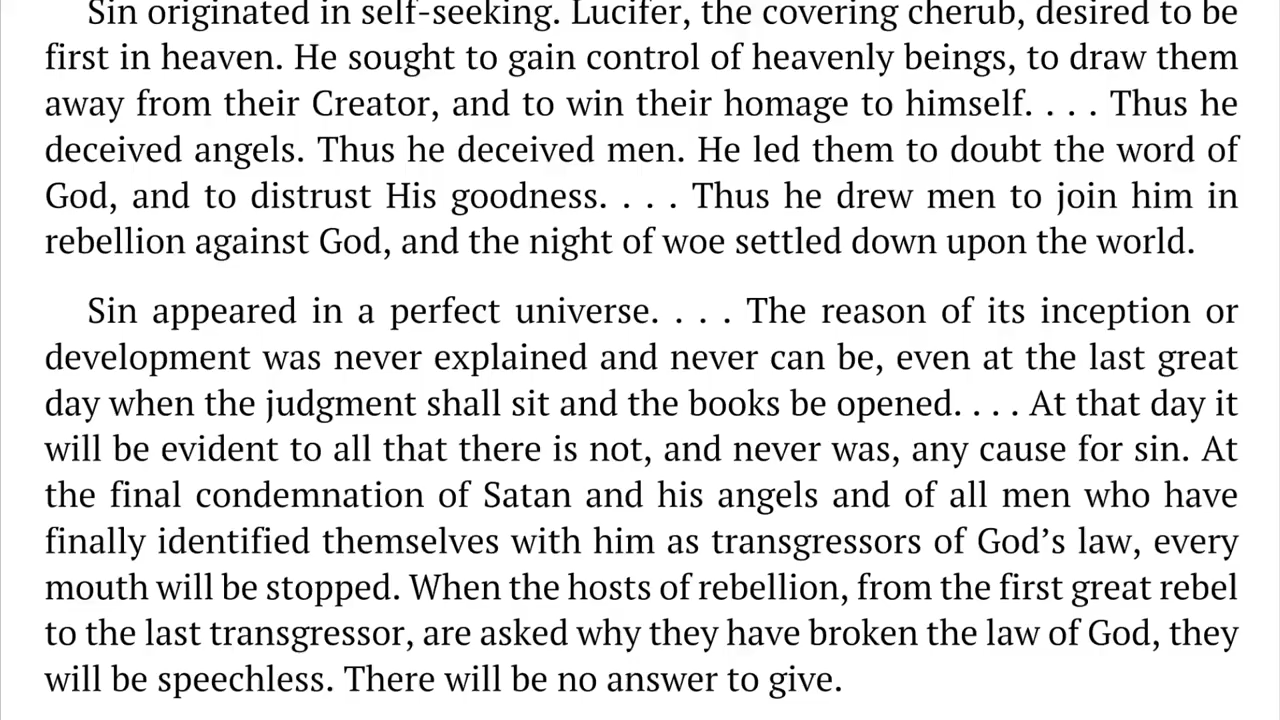 Sin originated in self-seeking. Lucifer, the covering cherub, desired to be
first in heaven. He sought to gain control of heavenly beings, to draw them
away from their Creator, and to win their homage to himself. . . . Thus he
deceived angels. Thus he deceived men. He led them to doubt the word of
God, and to distrust His goodness. . . . Thus he drew men to join him in
rebellion against God, and the night of woe settled down upon the world.
Sin appeared in a perfect universe. . . . The reason of its inception or
development was never explained and never can be, even at the last great
day when the judgment shall sit and the books be opened. . . . At that day it
will be evident to all that there is not, and never was, any cause for sin. At
the final condemnation of Satan and his angels and of all men who have
finally identified themselves with him as transgressors of God’s law, every
mouth will be stopped. When the hosts of rebellion, from the first great rebel
to the last transgressor, are asked why they have broken the law of God, they
will be speechless. There will be no answer to give.